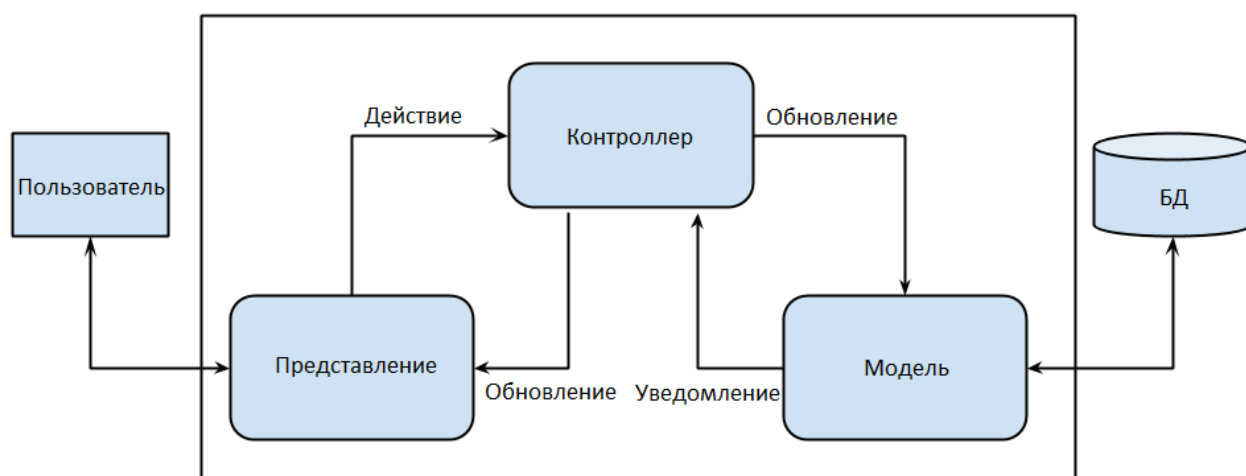 Действие
Контроллер
Обновление
Пользователь
БД
Представление
Обновление
Уведомление
Модель